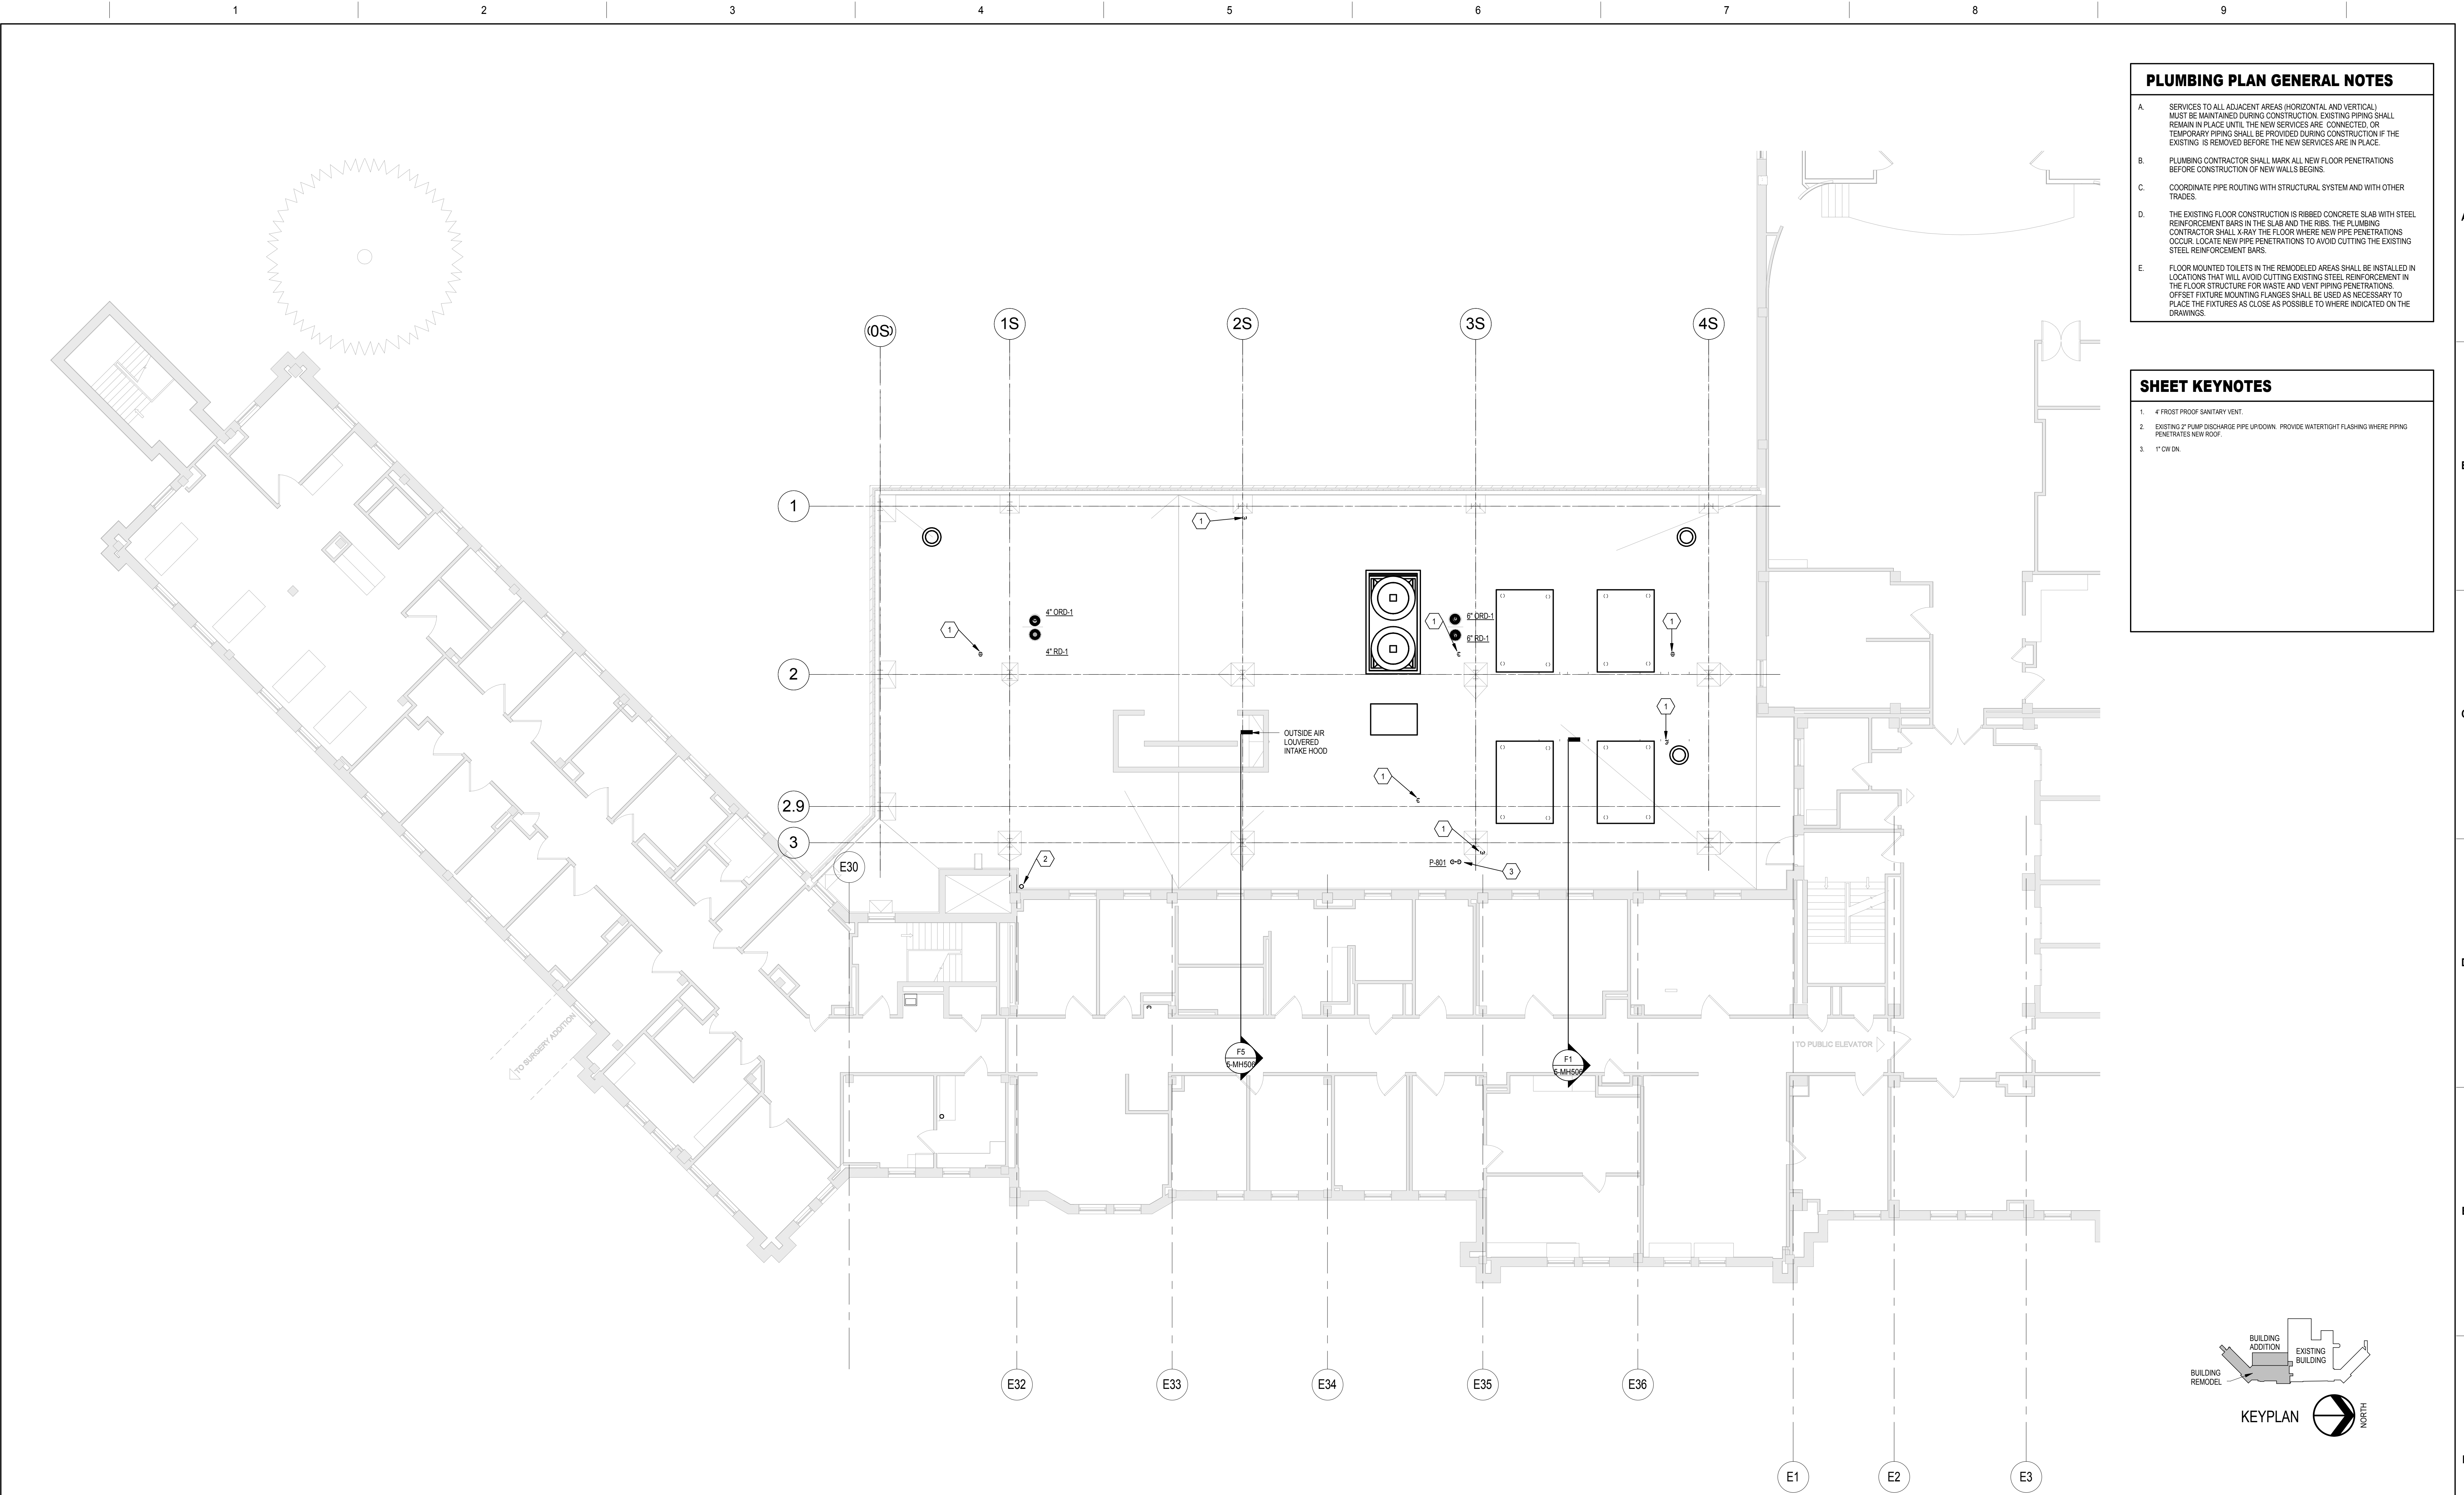 1 2 3 4 5 6 7 8 9
PLUMBING PLAN GENERAL NOTES
A. SERVICES TO ALL ADJACENT AREAS (HORIZONTAL AND VERTICAL)
MUST BE MAINTAINED DURING CONSTRUCTION. EXISTING PIPING SHALL
REMAIN IN PLACE UNTIL THE NEW SERVICES ARE CONNECTED, OR
TEMPORARY PIPING SHALL BE PROVIDED DURING CONSTRUCTION IF THE
EXISTING IS REMOVED BEFORE THE NEW SERVICES ARE IN PLACE.
B. PLUMBING CONTRACTOR SHALL MARK ALL NEW FLOOR PENETRATIONS
BEFORE CONSTRUCTION OF NEW WALLS BEGINS.
C. COORDINATE PIPE ROUTING WITH STRUCTURAL SYSTEM AND WITH OTHER
TRADES.
D. THE EXISTING FLOOR CONSTRUCTION IS RIBBED CONCRETE SLAB WITH STEEL
REINFORCEMENT BARS IN THE SLAB AND THE RIBS. THE PLUMBING
CONTRACTOR SHALL X-RAY THE FLOOR WHERE NEW PIPE PENETRATIONS
OCCUR. LOCATE NEW PIPE PENETRATIONS TO AVOID CUTTING THE EXISTING
STEEL REINFORCEMENT BARS.
E. FLOOR MOUNTED TOILETS IN THE REMODELED AREAS SHALL BE INSTALLED IN
LOCATIONS THAT WILL AVOID CUTTING EXISTING STEEL REINFORCEMENT IN
THE FLOOR STRUCTURE FOR WASTE AND VENT PIPING PENETRATIONS.
OFFSET FIXTURE MOUNTING FLANGES SHALL BE USED AS NECESSARY TO
PLACE THE FIXTURES AS CLOSE AS POSSIBLE TO WHERE INDICATED ON THE
DRAWINGS.
SHEET KEYNOTES
1. 4' FROST PROOF SANITARY VENT.
2. EXISTING 2" PUMP DISCHARGE PIPE UP/DOWN. PROVIDE WATERTIGHT FLASHING WHERE PIPING
PENETRATES NEW ROOF.
3. 1" CW DN.
(0S) 1S 2S 3S 4S
1
1
4" ORD-1
1
4" RD-1
1
6" ORD-1
6" RD-1
1
2
1
OUTSIDE AIR
LOUVERED
INTAKE HOOD
1
2.9
1
3
E30
2
P-801
3
TO SURGERY ADDITION
TO PUBLIC ELEVATOR
F5
5-MH506
F1
5-MH506
E32 E33 E34 E35 E36
E1 E2 E3
BUILDING
ADDITION
EXISTING
BUILDING
BUILDING
REMODEL
KEYPLAN
NORTH